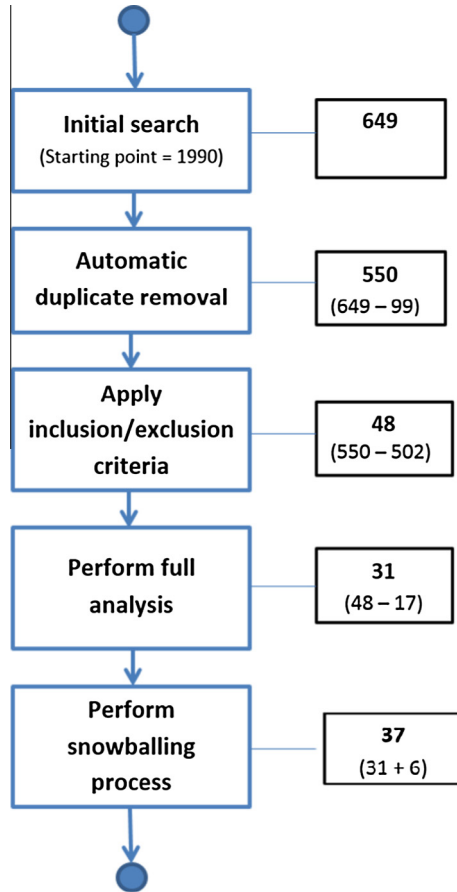 Initial search
(Starting point = 1990)
649
Automatic
duplicate removal
550
(649 – 99)
Apply
inclusion/exclusion
criteria
48
(550 – 502)
Perform full
analysis
31
(48 – 17)
Perform
snowballing
process
37
(31 + 6)